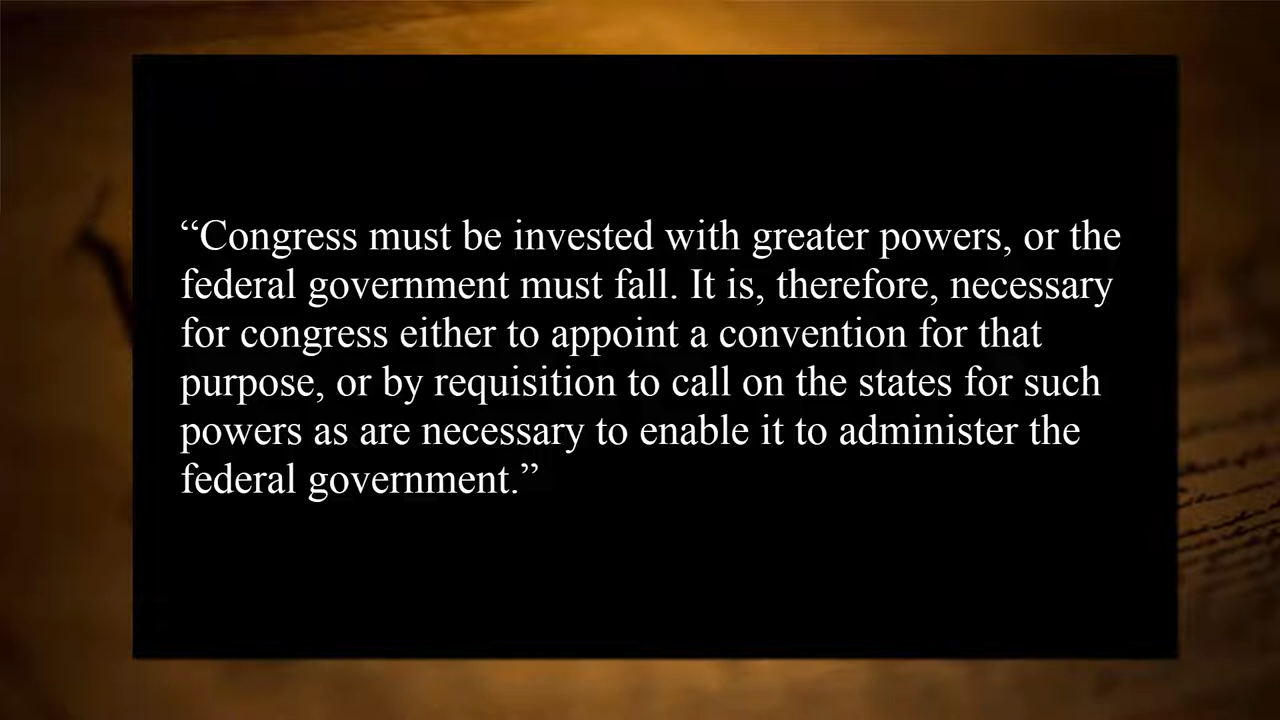 “Congress must be invested with greater powers, or the
federal government must fall. It is, therefore, necessary
for congress either to appoint a convention for that
purpose, or by requisition to call on the states for such
powers as are necessary to enable it to administer the
federal government.”